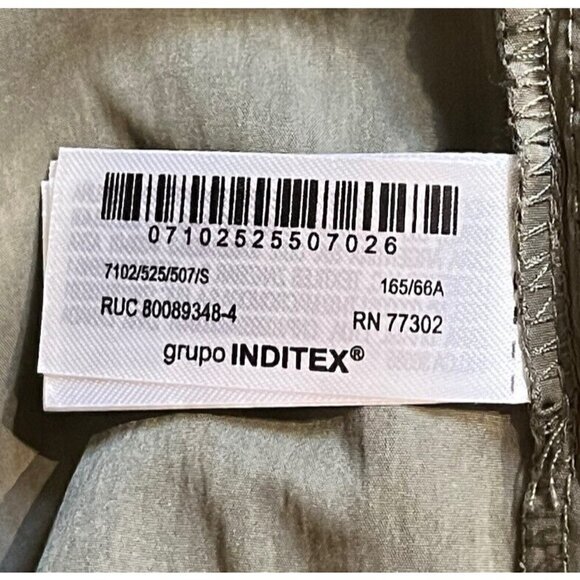 07102525507026
7102/525/507/S
165/66A
RUC 80089348-4
RN 77302
grupo INDITEX®